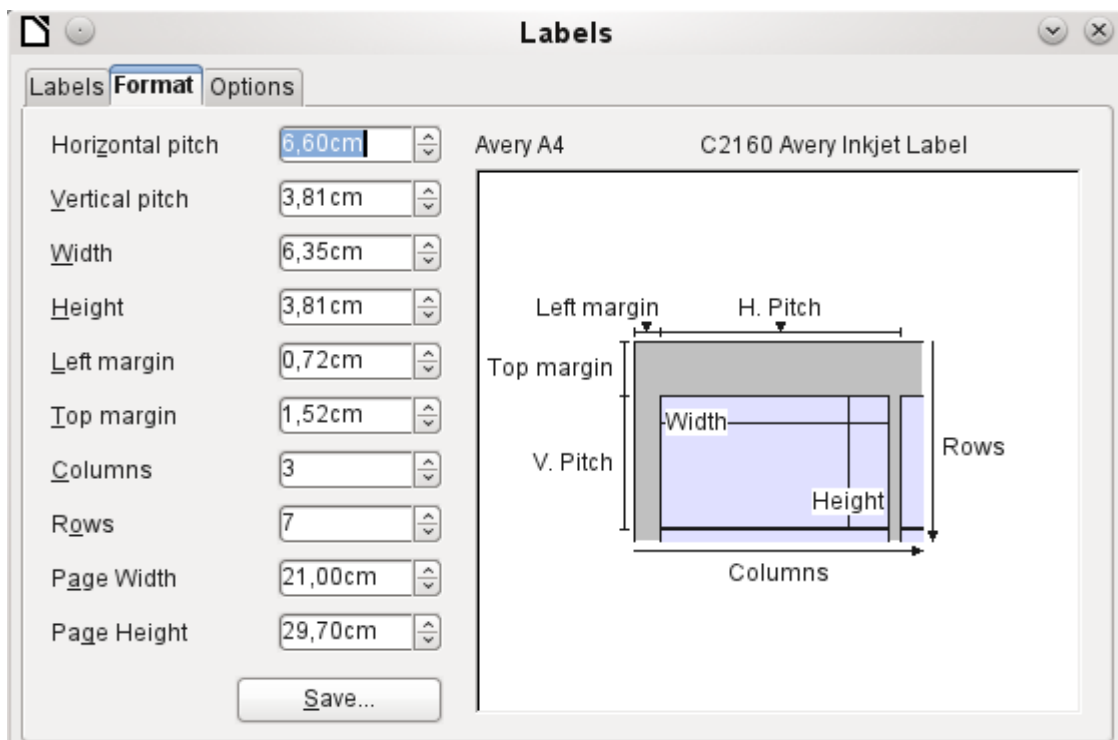 Labels
Labels Format Options
Horizontal pitch 6,60cm
Vertical pitch 3,81cm
Width 6,35cm
Height 3,81cm
Left margin 0,72cm
Top margin 1,52cm
Columns 3
Rows 7
Page Width 21,00cm
Page Height 29,70cm
Save...
Avery A4 C2160 Avery Inkjet Label
Left margin H. Pitch
Top margin
Width
V. Pitch Rows
Height
Columns